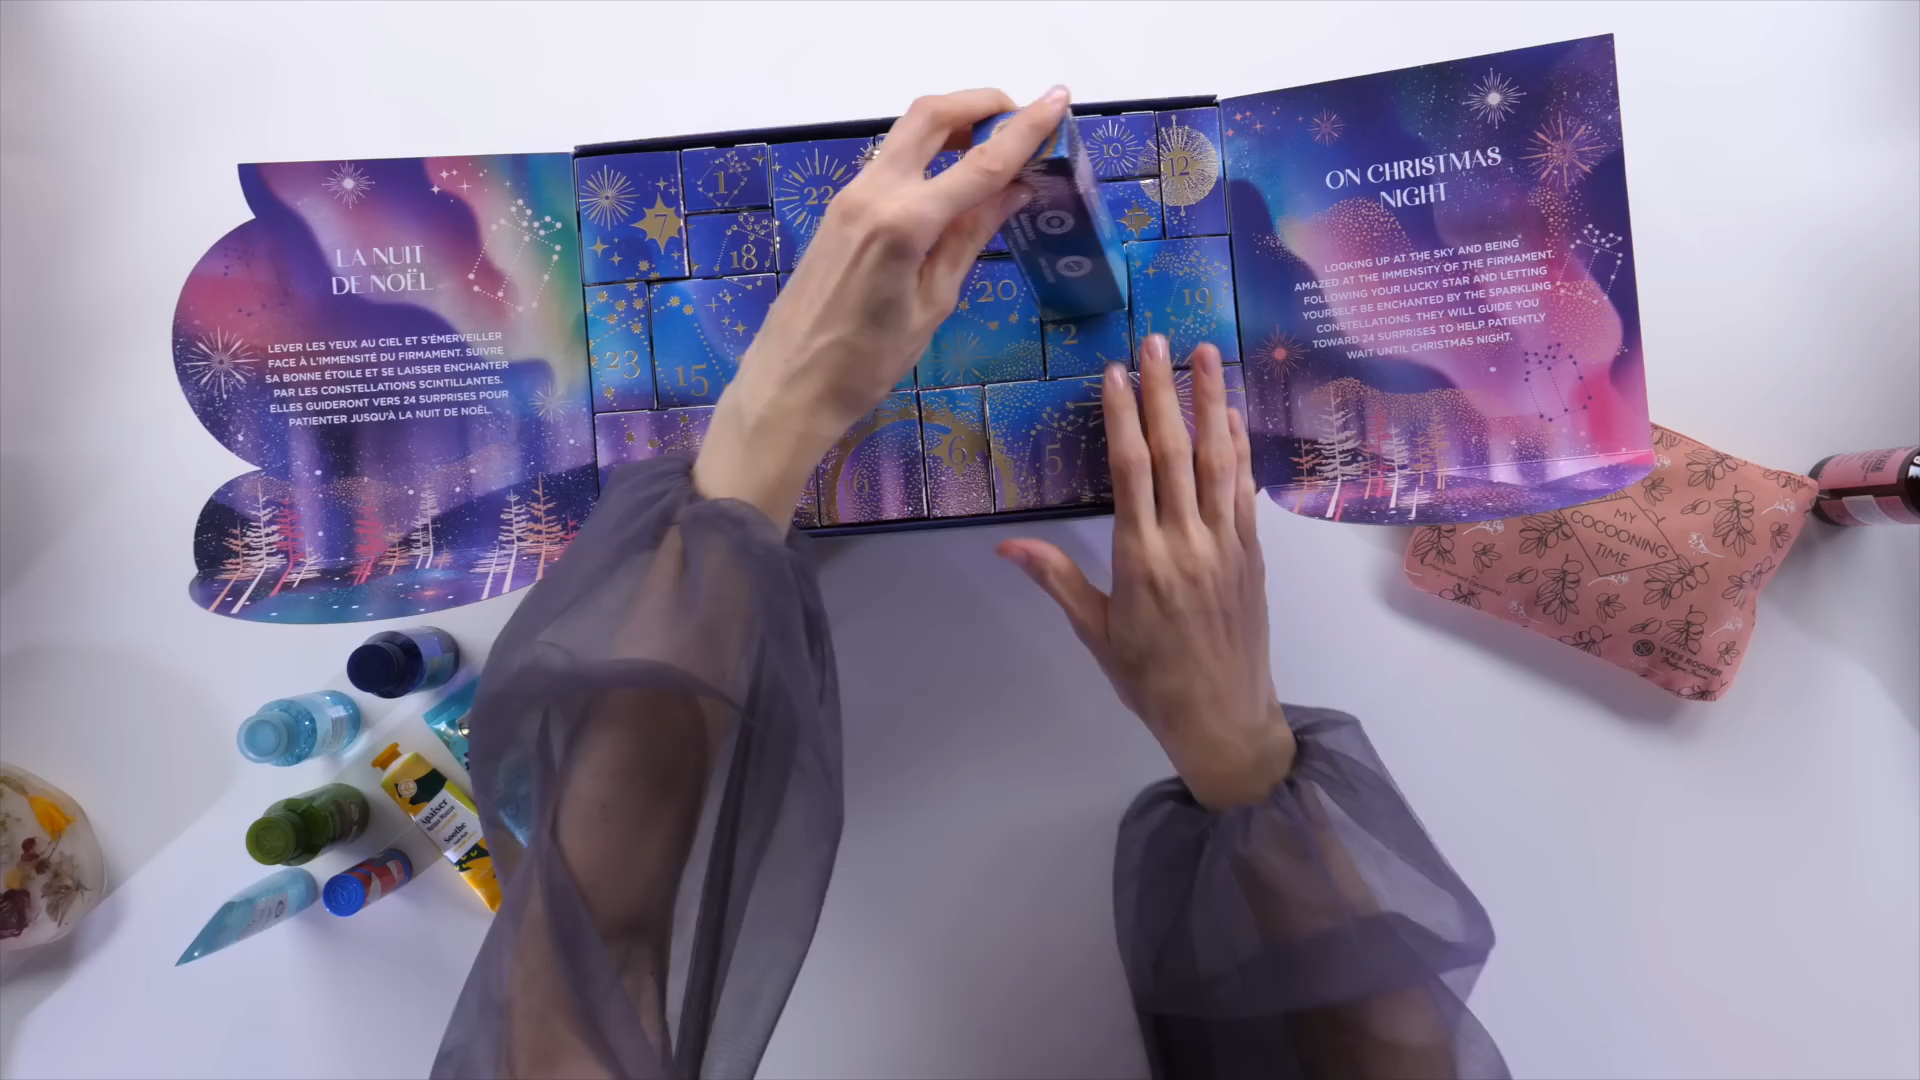 LA NUIT
DE NOËL
LEVER LES YEUX AU CIEL ET S'ÉMERVEILLER
FACE À L'IMMENSITÉ DU FIRMAMENT. SUIVRE
SA BONNE ÉTOILE ET SE LAISSER ENCHANTER
PAR LES CONSTELLATIONS SCINTILLANTES.
ELLES GUIDERONT VERS 24 SURPRISES POUR
PATIENTER JUSQU'À LA NUIT DE NOËL.
7
1
22
10
12
18
17
23
15
20
2
19
6
5
ON CHRISTMAS
NIGHT
LOOKING UP AT THE SKY AND BEING
AMAZED AT THE IMMENSITY OF THE FIRMAMENT.
FOLLOWING YOUR LUCKY STAR AND LETTING
YOURSELF BE ENCHANTED BY THE SPARKLING
CONSTELLATIONS. THEY WILL GUIDE YOU
TOWARD 24 SURPRISES TO HELP PATIENTLY
WAIT UNTIL CHRISTMAS NIGHT.
MY
COCOONING
TIME
YVES ROCHER
Apaiser
Soothe